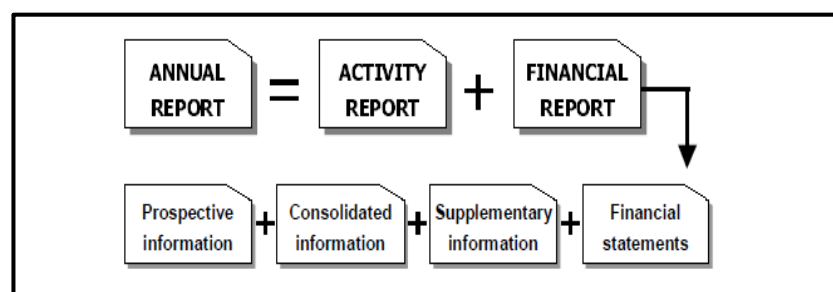 ANNUAL REPORT = ACTIVITY REPORT + FINANCIAL REPORT
Prospective information + Consolidated information + Supplementary information + Financial statements